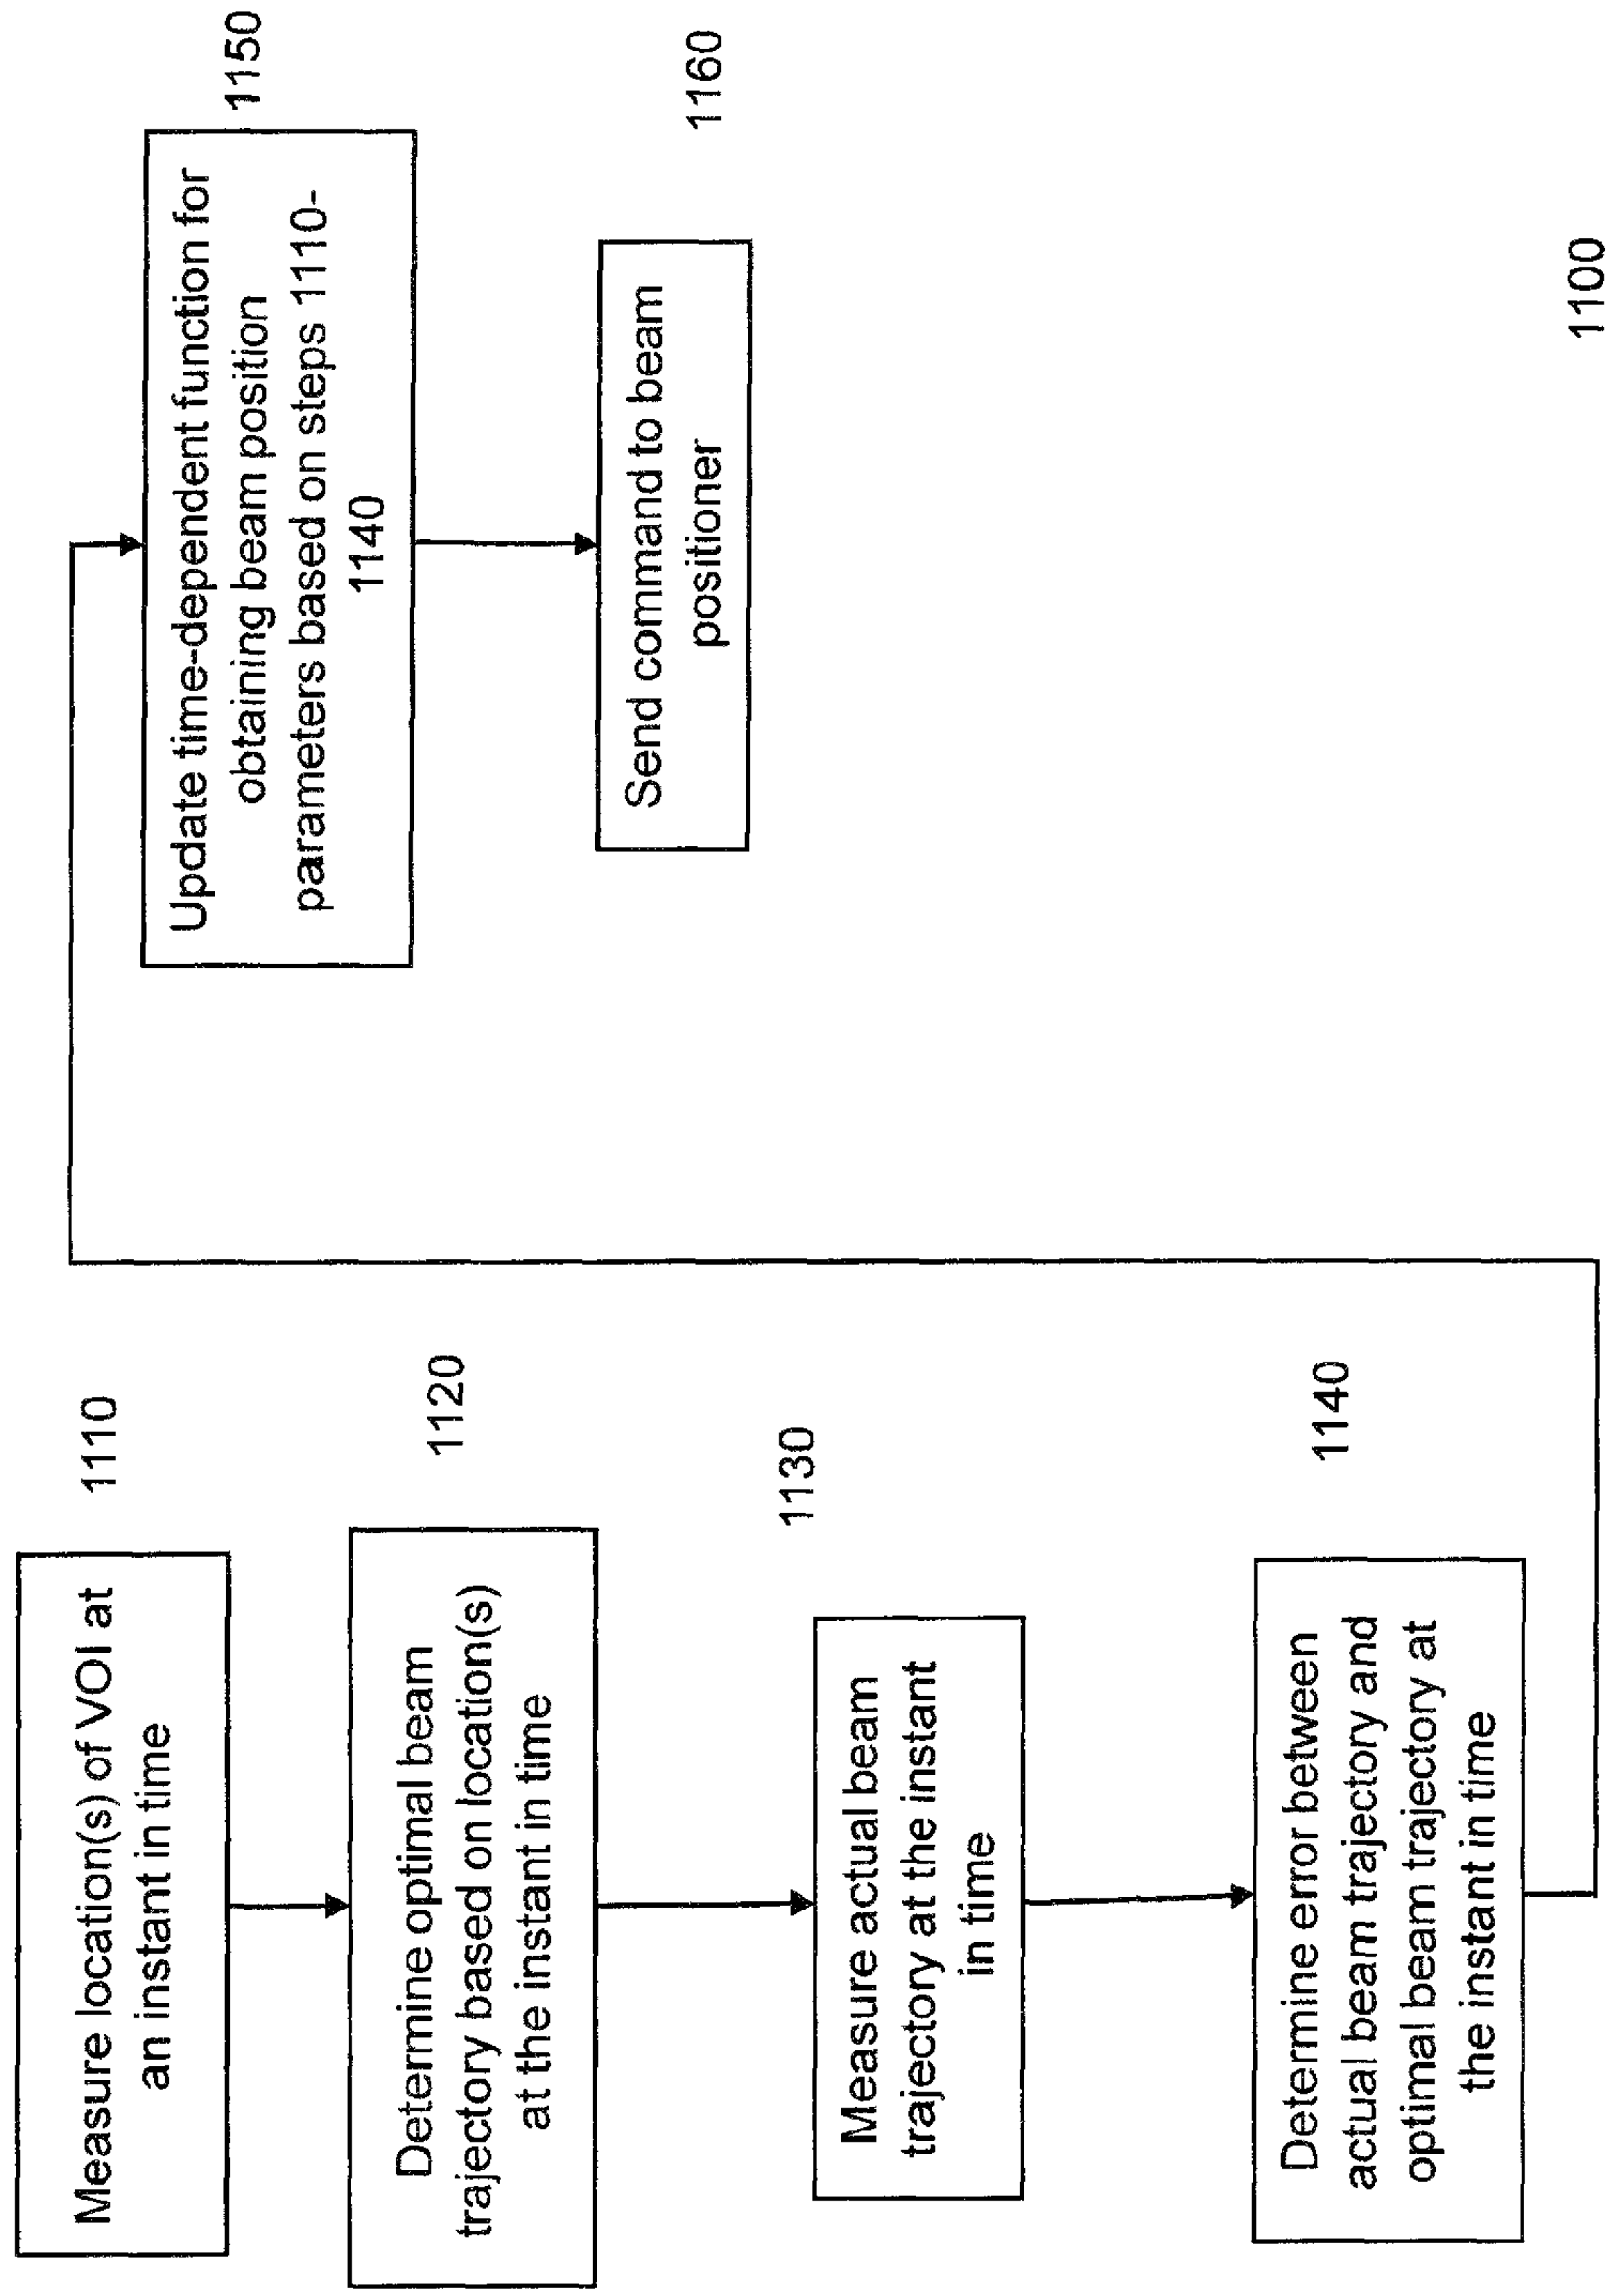 Measure location(s) of VOI at
an instant in time
1110
Determine optimal beam
trajectory based on location(s)
at the instant in time
1120
Measure actual beam
trajectory at the instant
in time
1130
Determine error between
actual beam trajectory and
optimal beam trajectory at
the instant in time
1140
Update time-dependent function for
obtaining beam position
parameters based on steps 1110-
1140
1150
Send command to beam
positioner
1160
1100